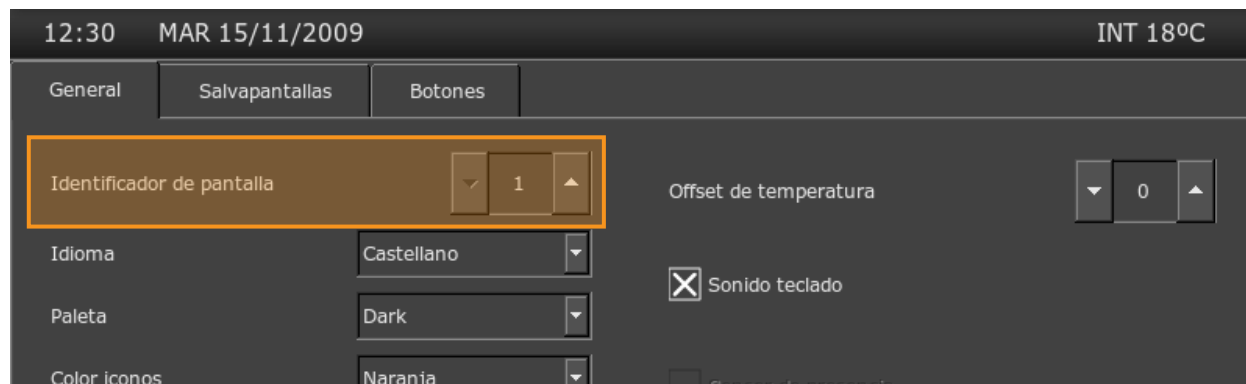 12:30 MAR 15/11/2009 INT 18ºC
General Salvapantallas Botones
Identificador de pantalla 1
Offset de temperatura 0
Idioma Castellano
Sonido teclado
Paleta Dark
Color iconos Naranja